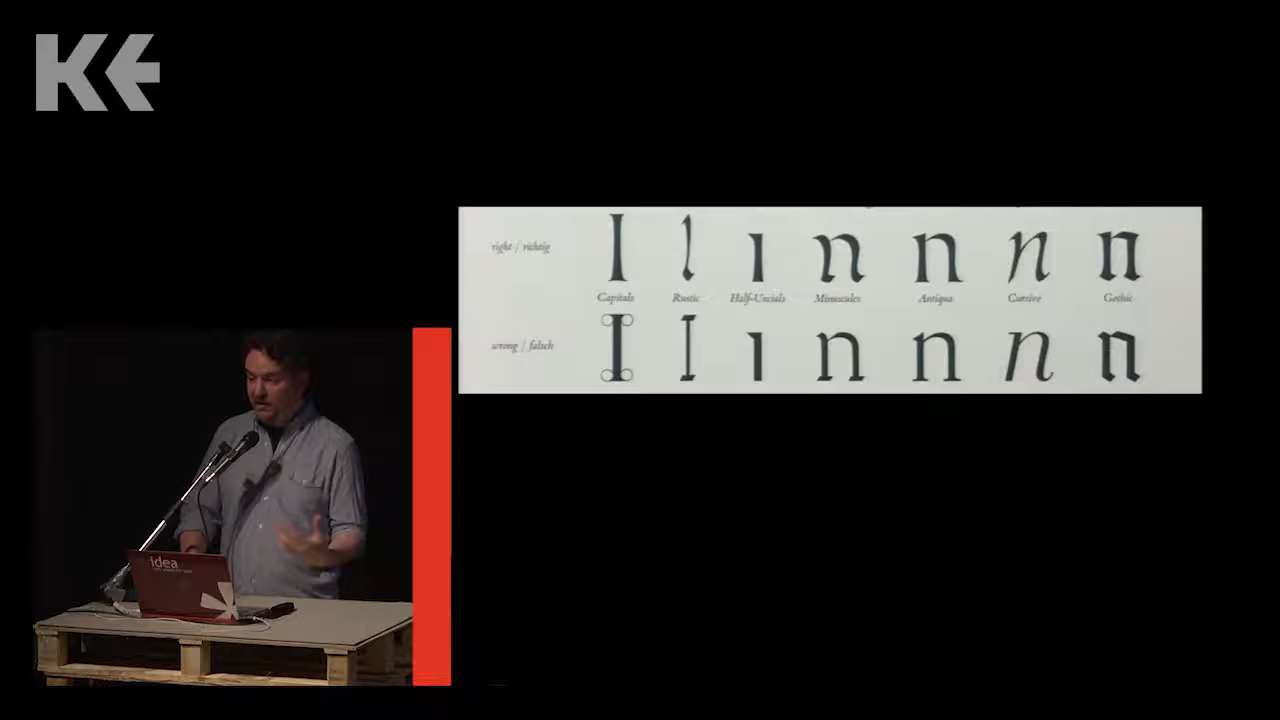 KE
right / richtig I l ı n n n n
Capitals Rustic Half-Uncials Minuscules Antiqua Cursive Gothic
wrong / falsch I I ı n n n n
idea